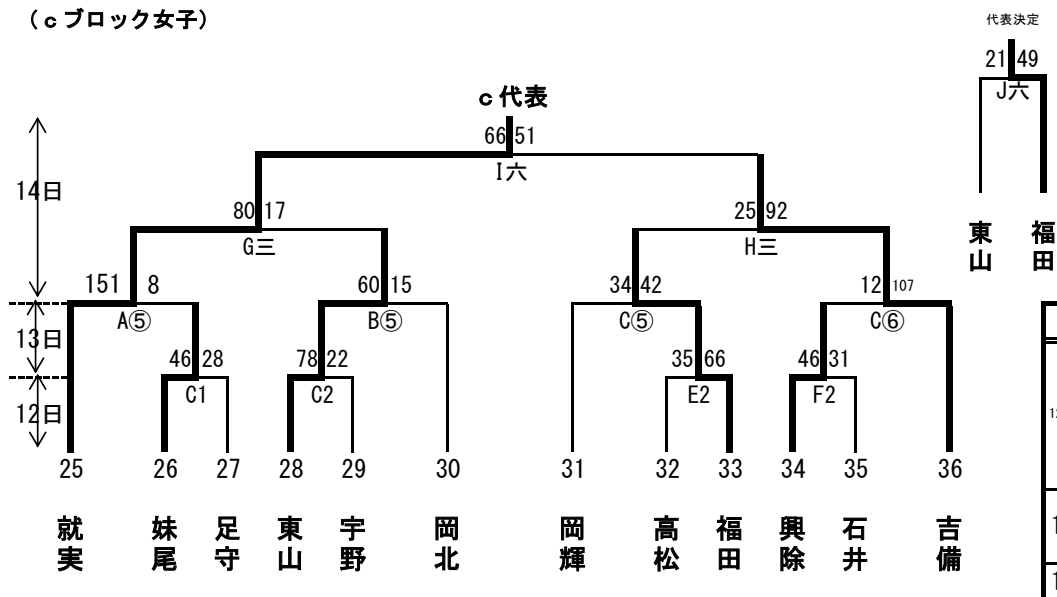 (cブロック女子)
代表決定
21 49
J六
東山 福田
c代表
66 51
I六
14日
80 17
G三
25 92
H三
151 8
A⑤
60 15
B⑤
34 42
C⑤
12 107
C⑥
13日
46 28
C1
78 22
C2
35 66
E2
46 31
F2
12日
25 26 27 28 29 30 31 32 33 34 35 36
就実 妹尾 足守 東山 宇野 岡北 岡輝 高松 福田 興除 石井 吉備